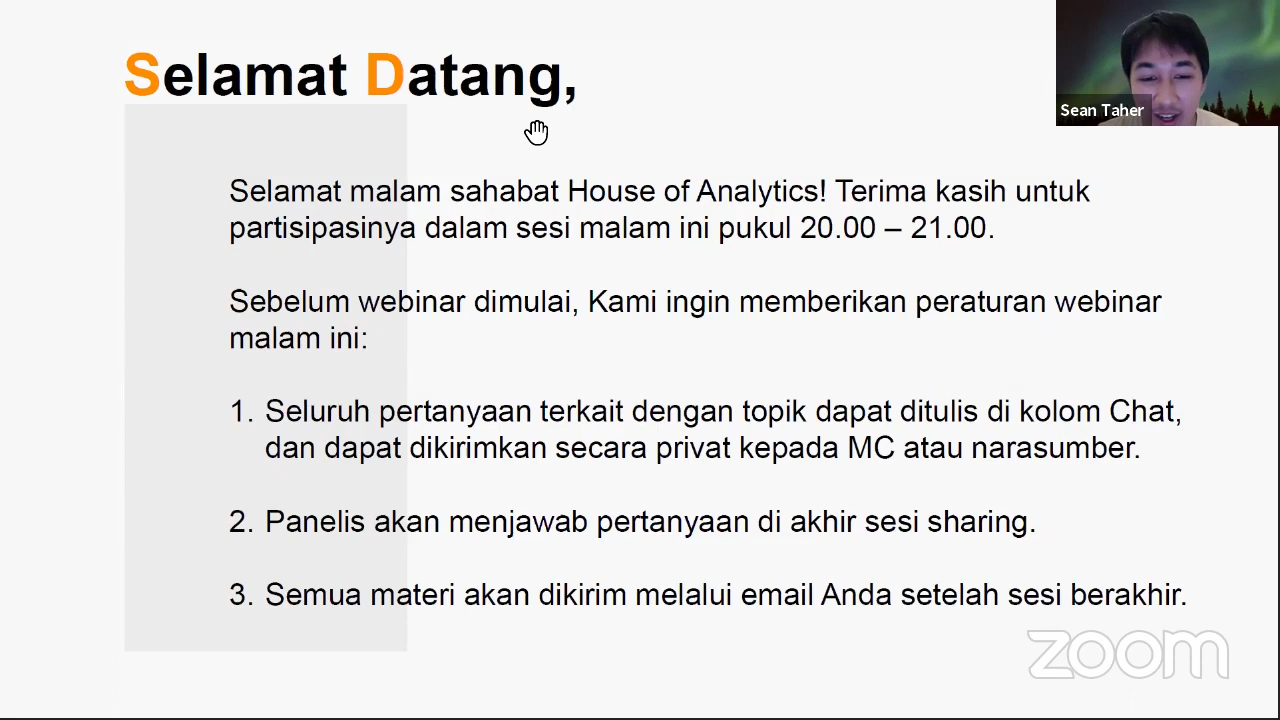 Selamat Datang,
Sean Taher
Selamat malam sahabat House of Analytics! Terima kasih untuk
partisipasinya dalam sesi malam ini pukul 20.00 – 21.00.
Sebelum webinar dimulai, Kami ingin memberikan peraturan webinar
malam ini:
1. Seluruh pertanyaan terkait dengan topik dapat ditulis di kolom Chat,
dan dapat dikirimkan secara privat kepada MC atau narasumber.
2. Panelis akan menjawab pertanyaan di akhir sesi sharing.
3. Semua materi akan dikirim melalui email Anda setelah sesi berakhir.
zoom